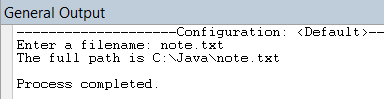 General Output
--------------------Configuration: <Default>--
Enter a filename: note.txt
The full path is C:\Java\note.txt
Process completed.